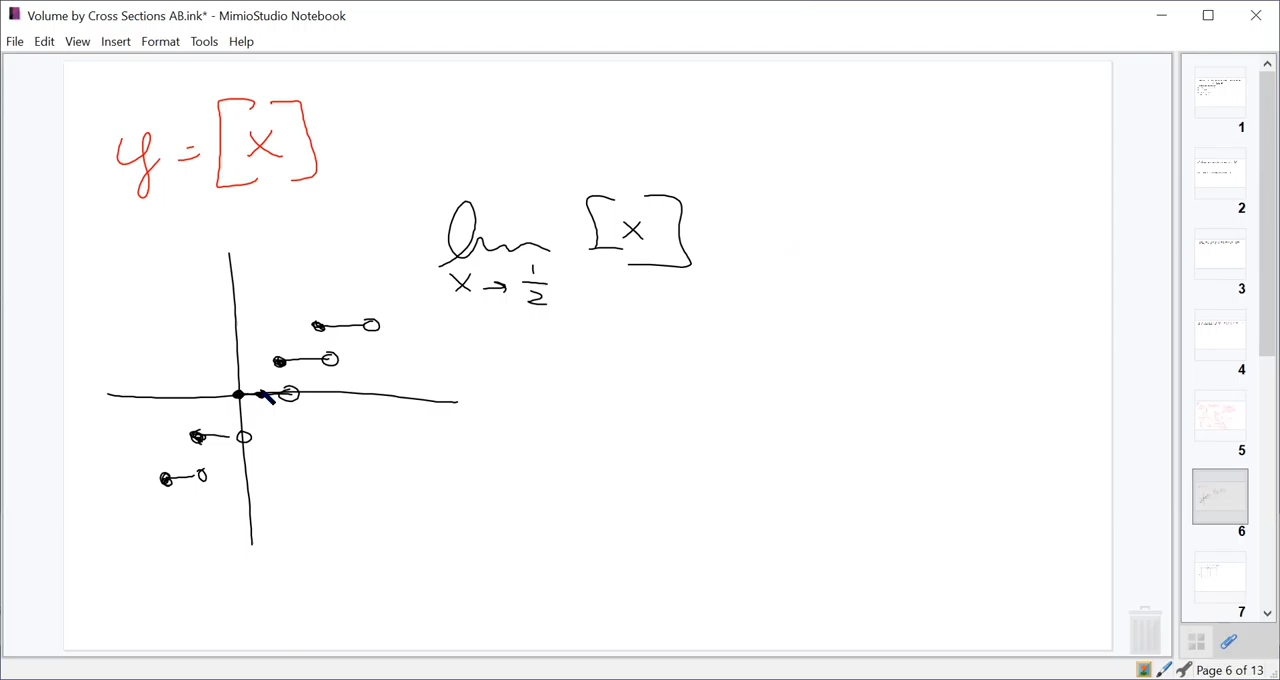 Volume by Cross Sections AB.ink* - MimioStudio Notebook
File Edit View Insert Format Tools Help
y = [x]
lim [x]
x → 1/2
1
2
3
4
5
6
7
Page 6 of 13